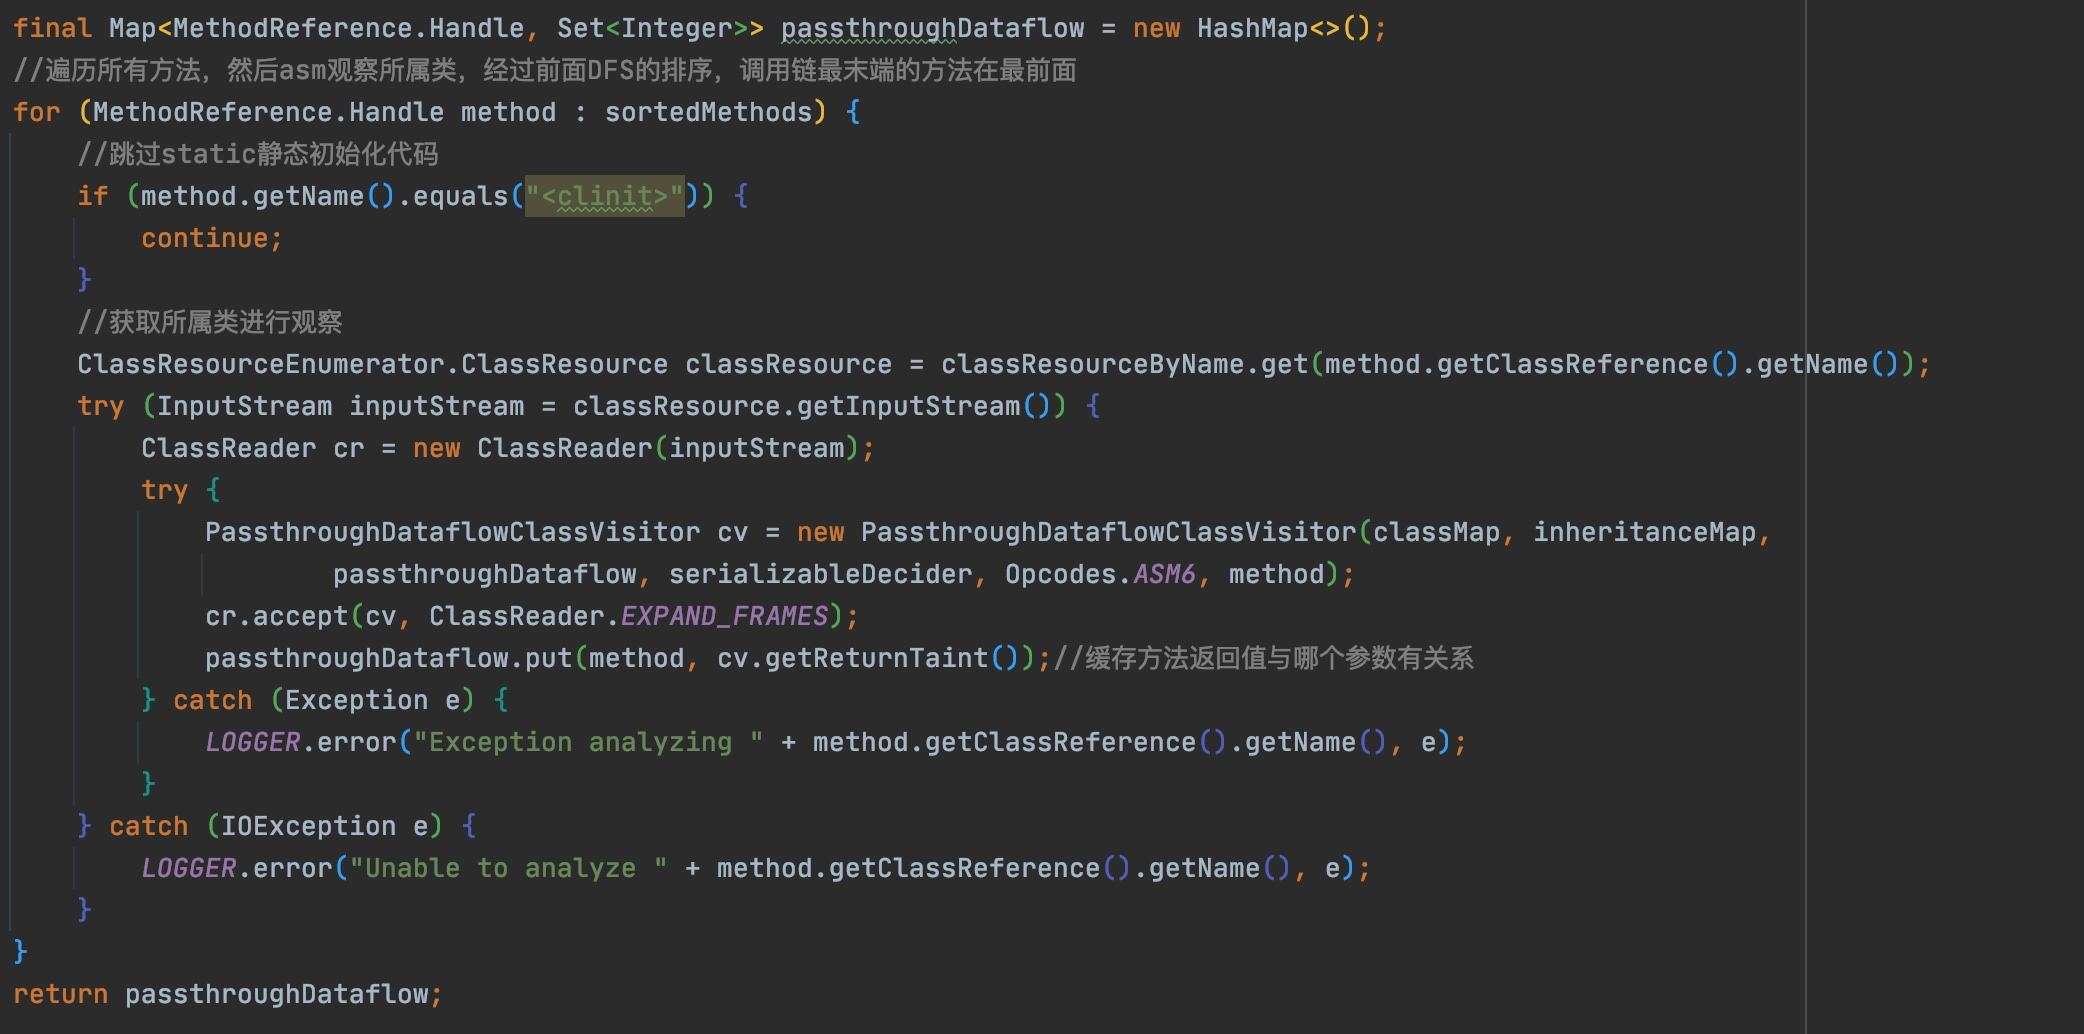 final Map<MethodReference.Handle, Set<Integer>> passthroughDataflow = new HashMap<>();
//遍历所有方法，然后asm观察所属类，经过前面DFS的排序，调用链最末端的方法在最前面
for (MethodReference.Handle method : sortedMethods) {
//跳过static静态初始化代码
if (method.getName().equals("<clinit>")) {
continue;
}
//获取所属类进行观察
ClassResourceEnumerator.ClassResource classResource = classResourceByName.get(method.getClassReference().getName());
try (InputStream inputStream = classResource.getInputStream()) {
ClassReader cr = new ClassReader(inputStream);
try {
PassthroughDataflowClassVisitor cv = new PassthroughDataflowClassVisitor(classMap, inheritanceMap,
passthroughDataflow, serializableDecider, Opcodes.ASM6, method);
cr.accept(cv, ClassReader.EXPAND_FRAMES);
passthroughDataflow.put(method, cv.getReturnTaint());//缓存方法返回值与哪个参数有关系
} catch (Exception e) {
LOGGER.error("Exception analyzing " + method.getClassReference().getName(), e);
}
} catch (IOException e) {
LOGGER.error("Unable to analyze " + method.getClassReference().getName(), e);
}
}
return passthroughDataflow;